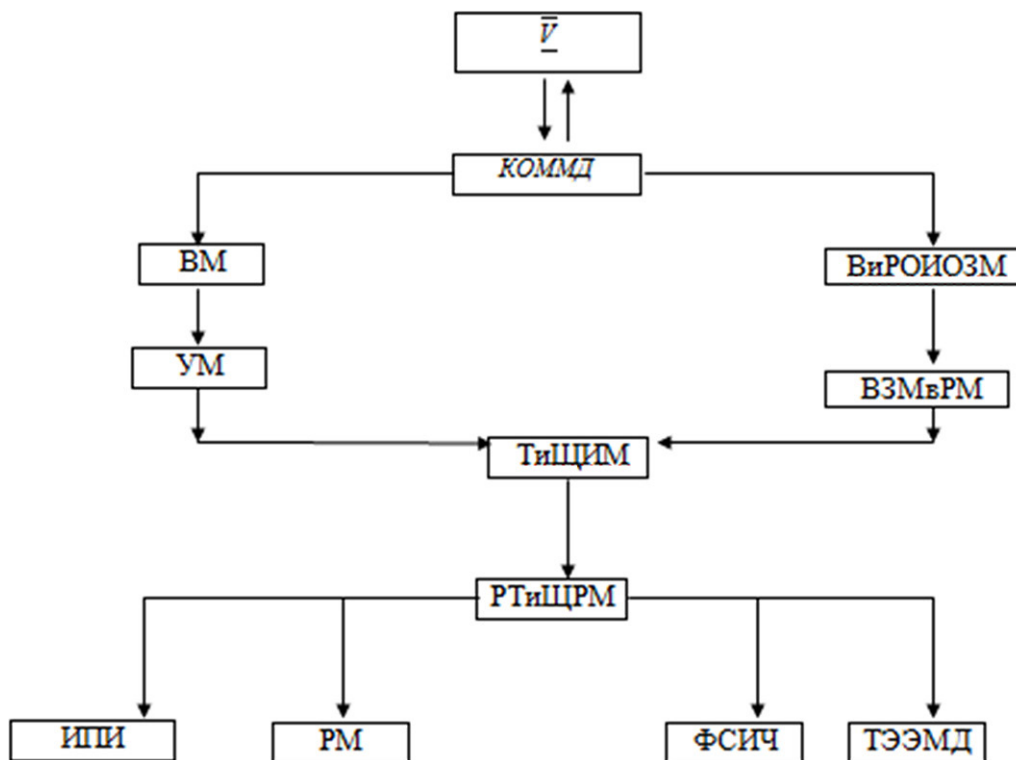 V
КОММД
ВМ
ВиРОИОЗМ
УМ
ВЗМвРМ
ТиЩИМ
РТиЩРМ
ИПИ
РМ
ФСИЧ
ТЭЭМД